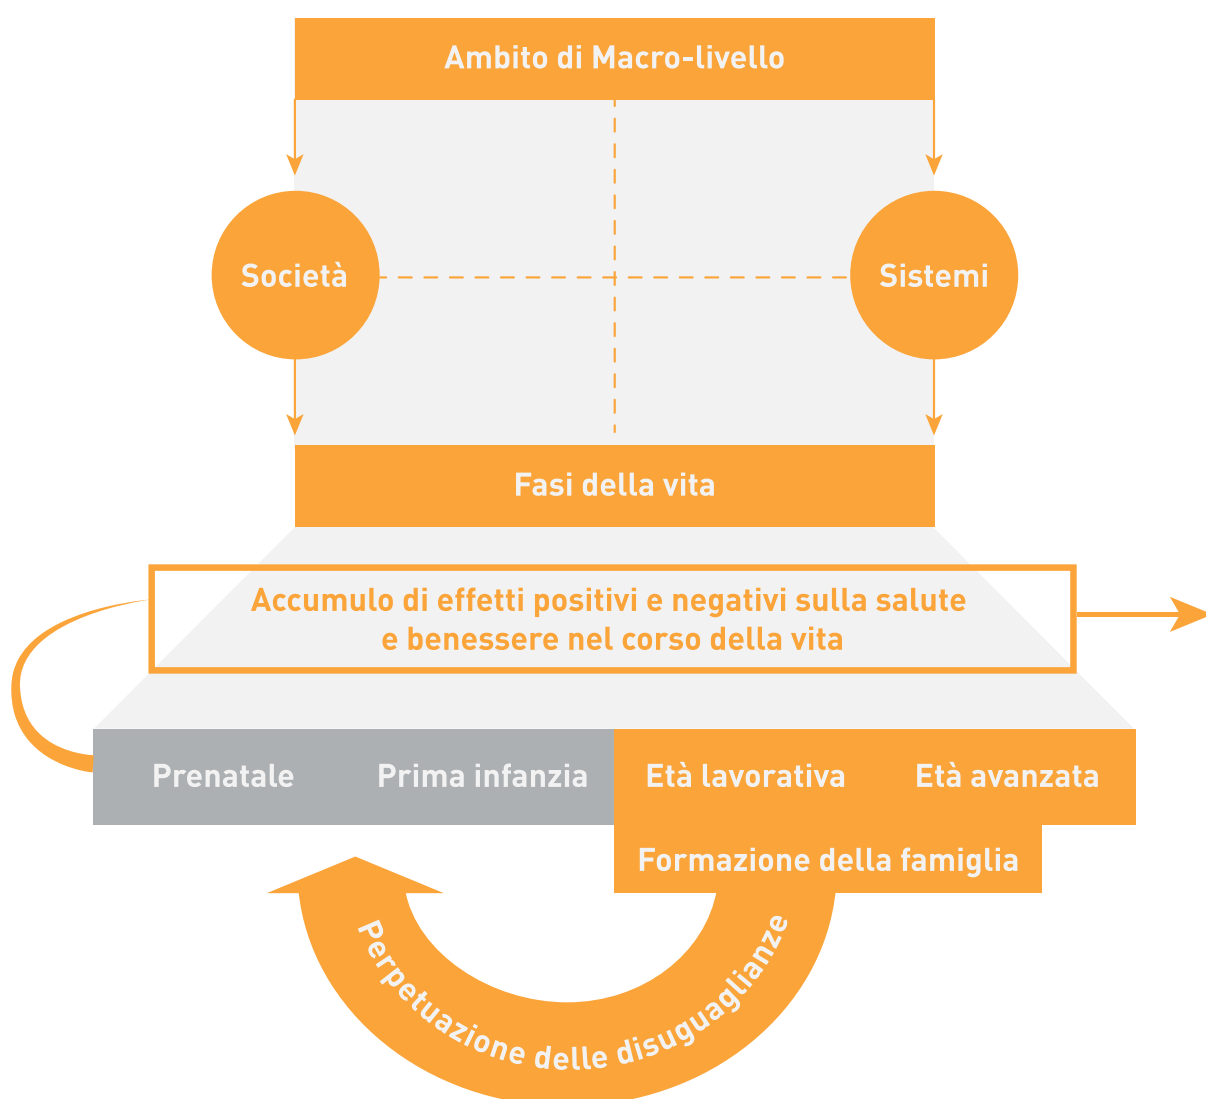 Ambito di Macro-livello
Società
Sistemi
Fasi della vita
Accumulo di effetti positivi e negativi sulla salute
e benessere nel corso della vita
Prenatale
Prima infanzia
Età lavorativa
Età avanzata
Formazione della famiglia
Perpetuazione delle disuguaglianze